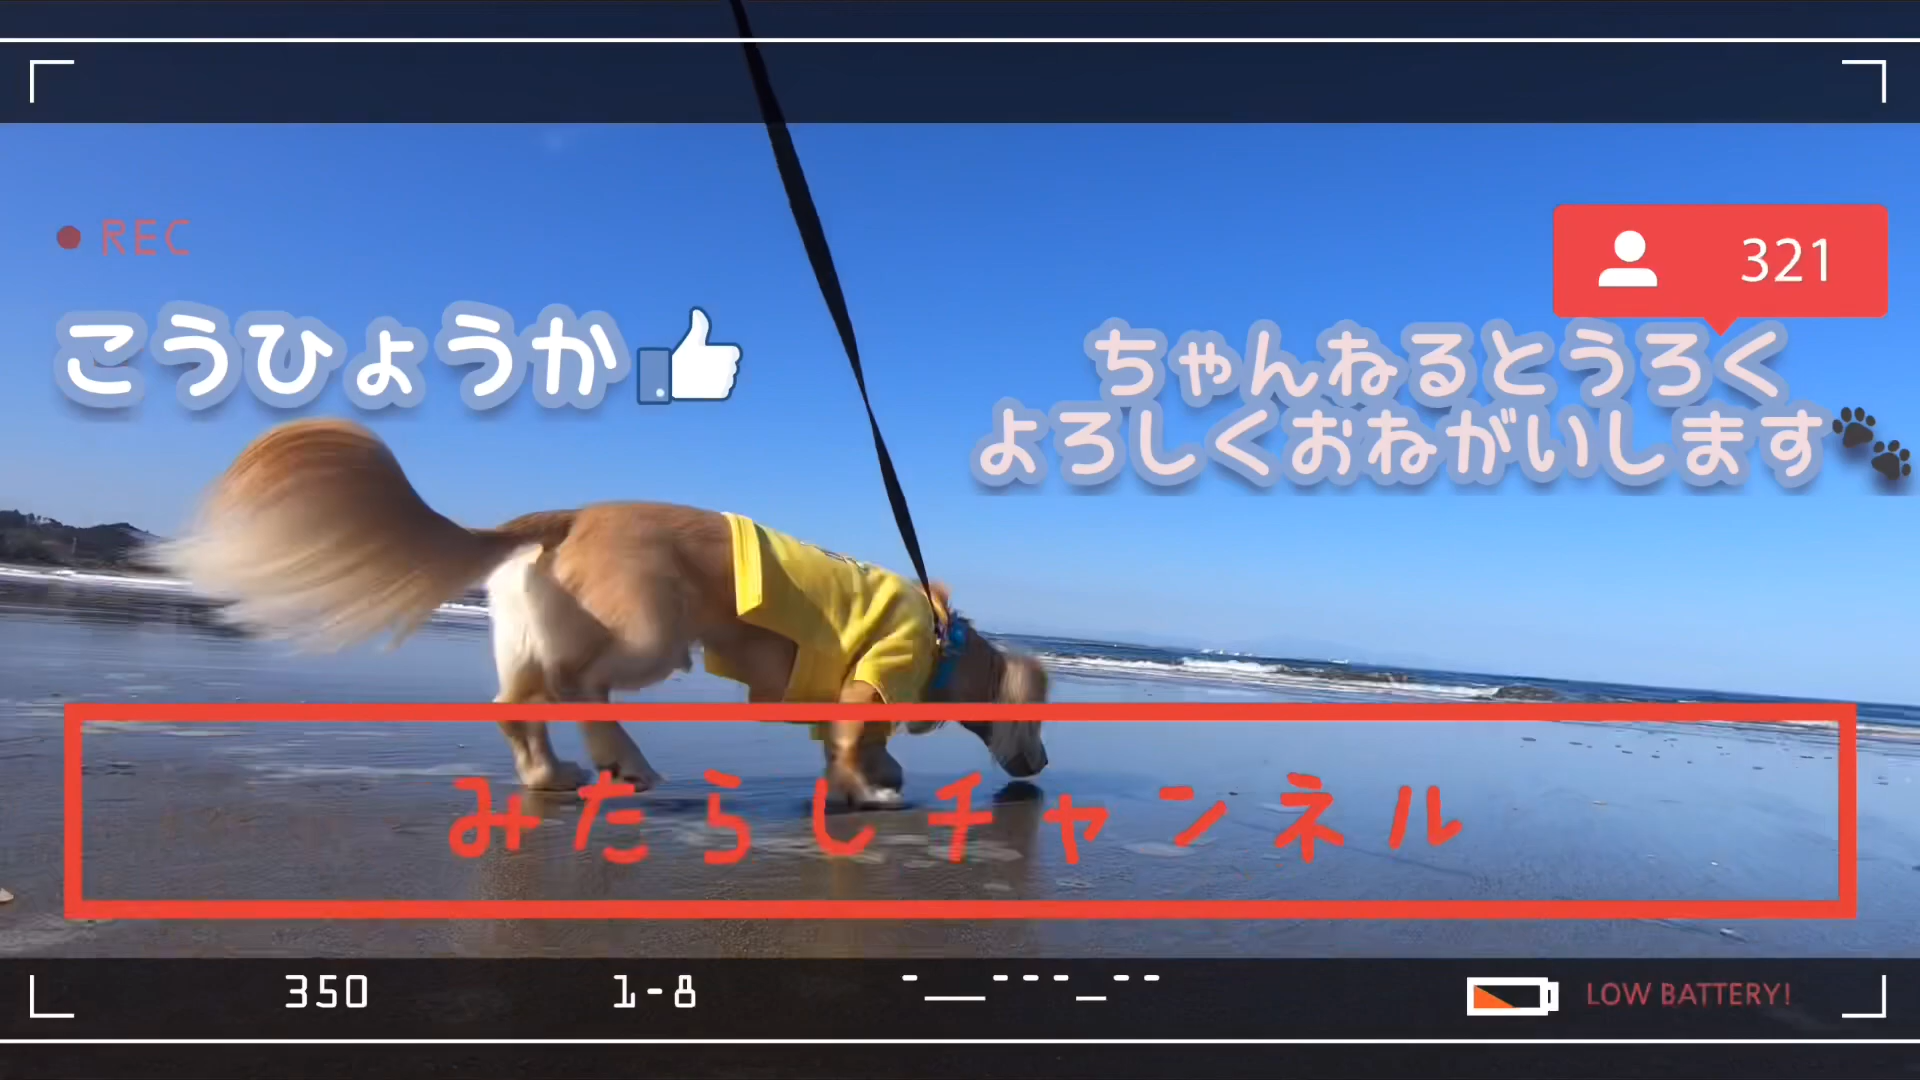 REC
321
こうひょうか
ちゃんねるとうろく
よろしくおねがいします
みたらしチャンネル
350
1-8
LOW BATTERY!